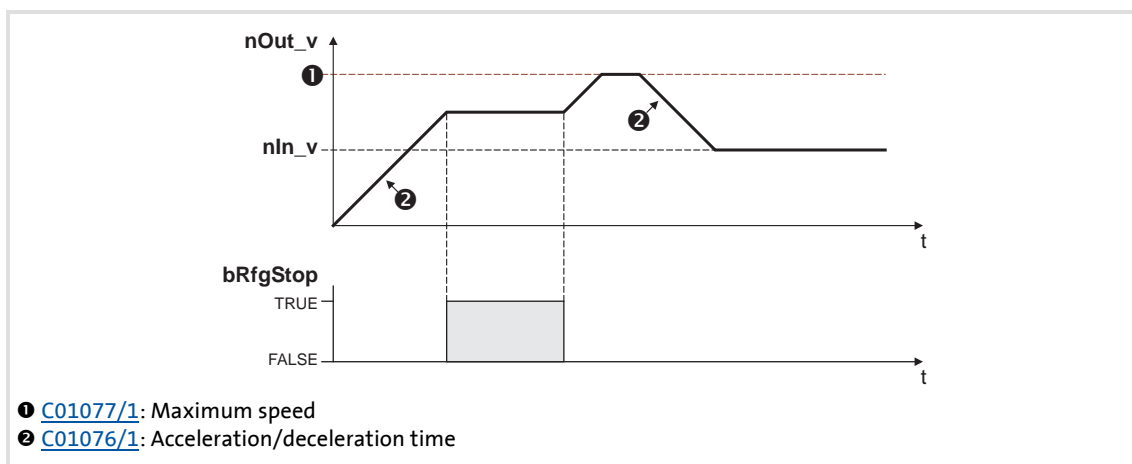 nOut_v
❶
nIn_v
❷
❷
t
bRfgStop
TRUE
FALSE
t
❶ C01077/1: Maximum speed
❷ C01076/1: Acceleration/deceleration time